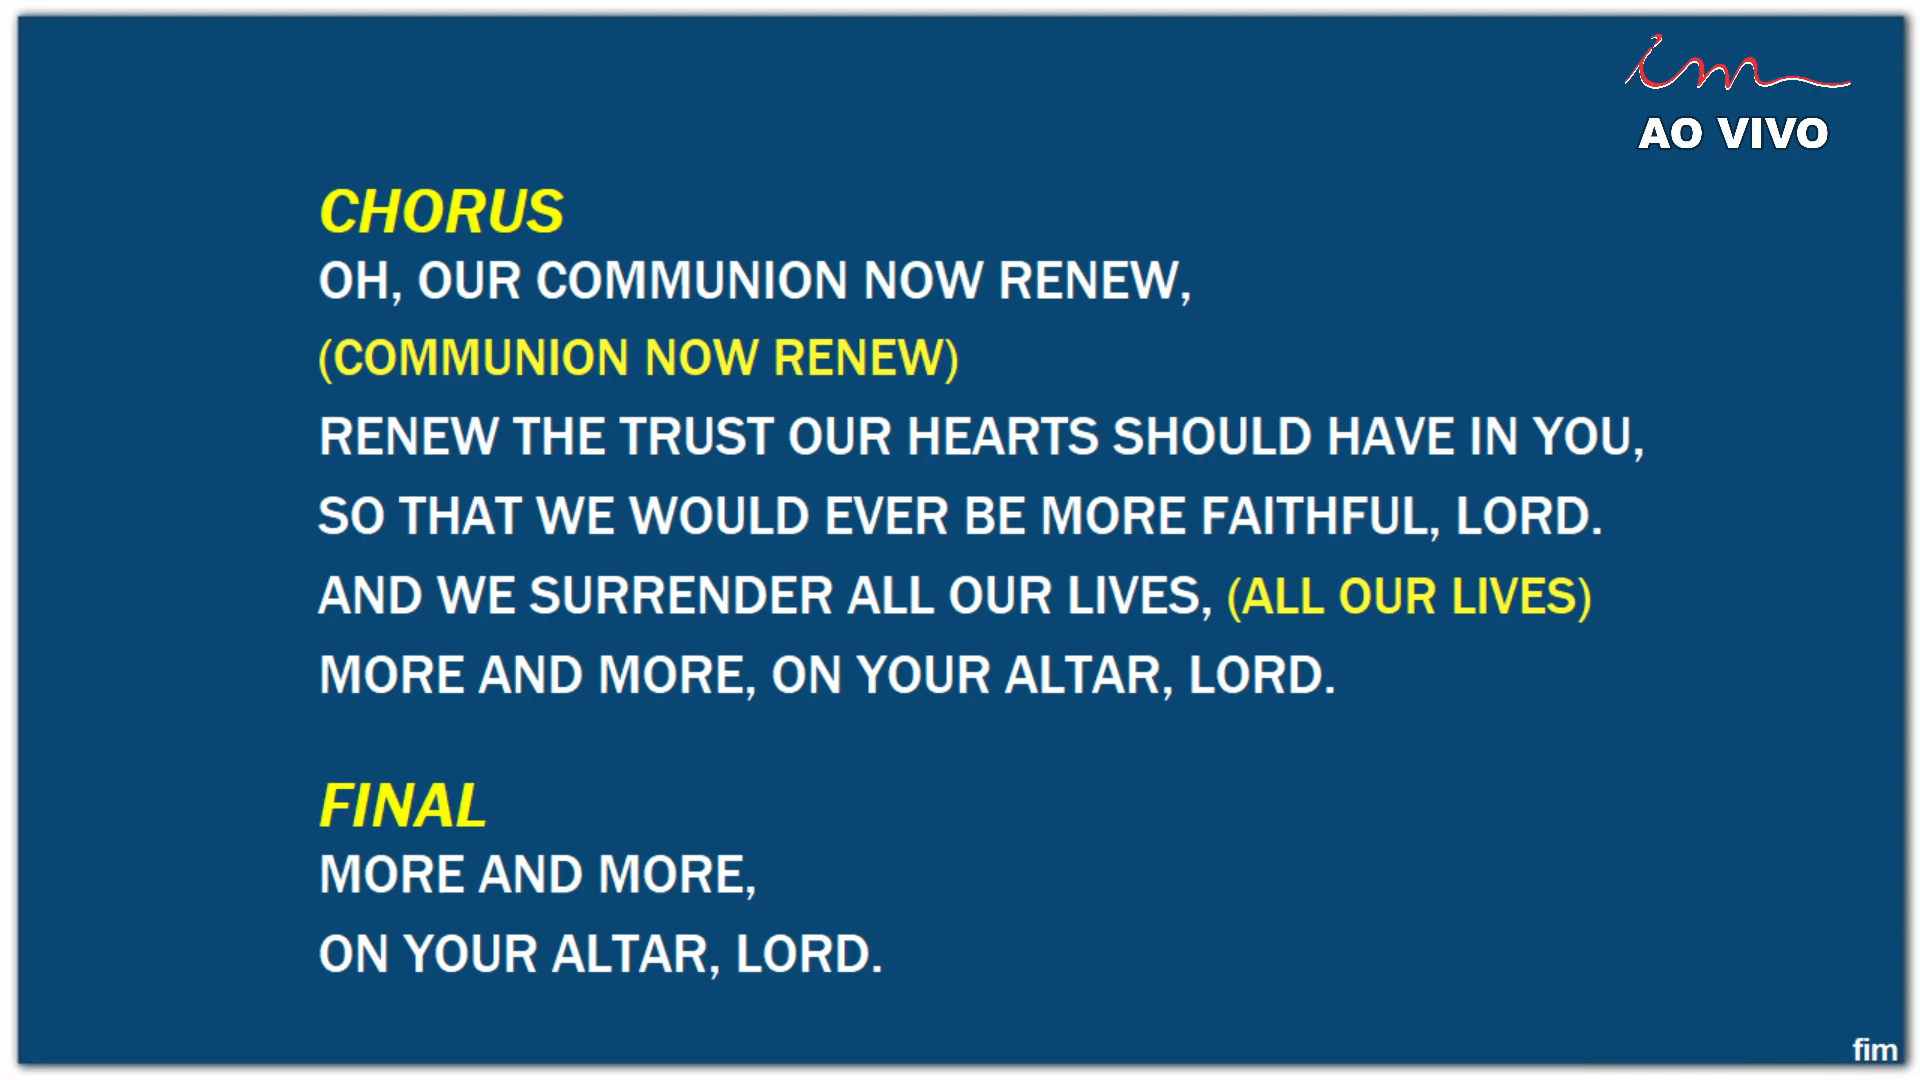 im
AO VIVO
CHORUS
OH, OUR COMMUNION NOW RENEW,
(COMMUNION NOW RENEW)
RENEW THE TRUST OUR HEARTS SHOULD HAVE IN YOU,
SO THAT WE WOULD EVER BE MORE FAITHFUL, LORD.
AND WE SURRENDER ALL OUR LIVES, (ALL OUR LIVES)
MORE AND MORE, ON YOUR ALTAR, LORD.
FINAL
MORE AND MORE,
ON YOUR ALTAR, LORD.
fim